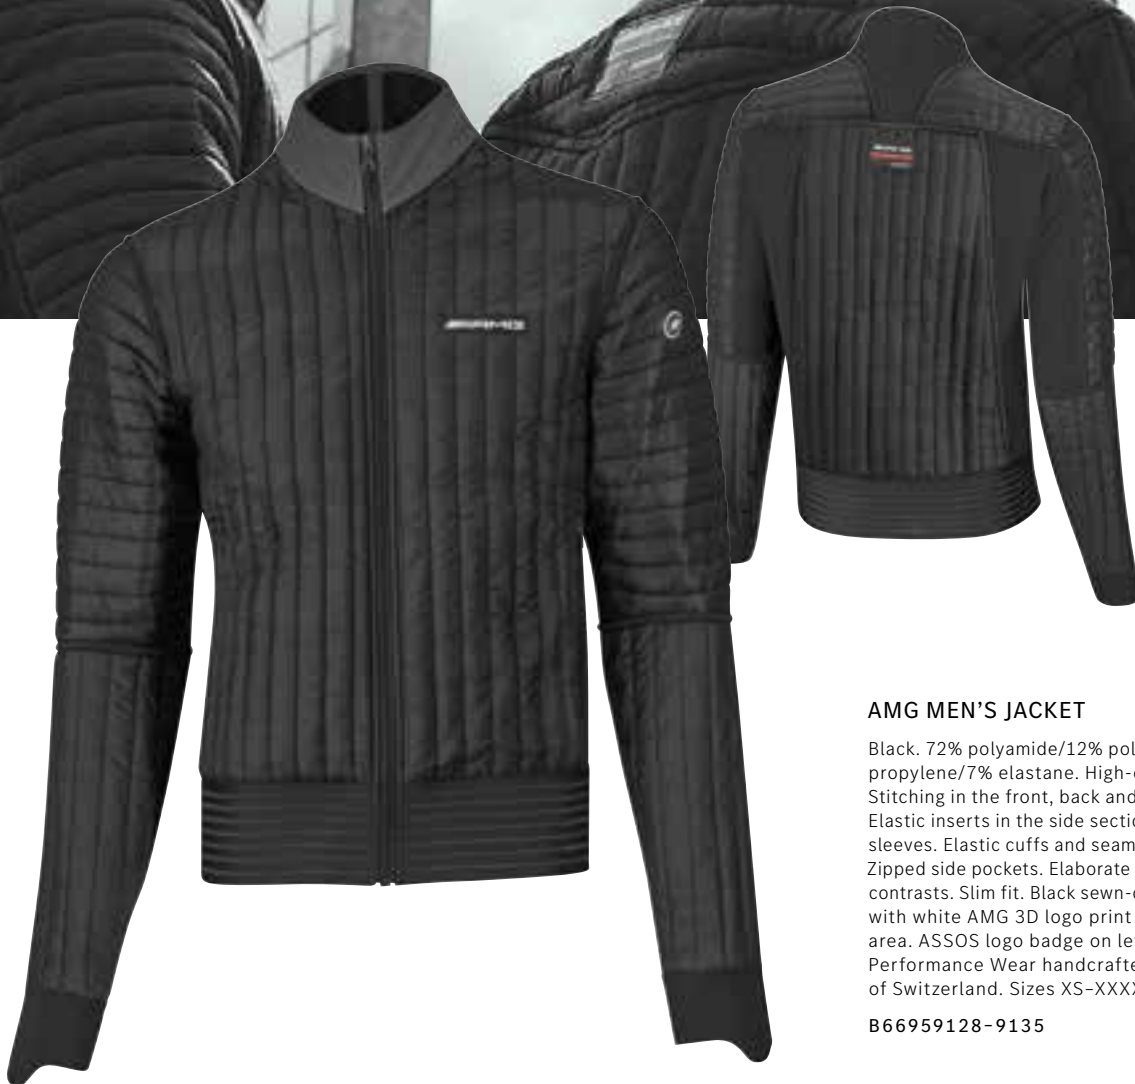 AMG
AMG MEN’S JACKET
Black. 72% polyamide/12% pol
propylene/7% elastane. High-
Stitching in the front, back and
Elastic inserts in the side secti
sleeves. Elastic cuffs and seam
Zipped side pockets. Elaborate
contrasts. Slim fit. Black sewn-
with white AMG 3D logo print
area. ASSOS logo badge on le
Performance Wear handcrafte
of Switzerland. Sizes XS–XXX
B66959128–9135